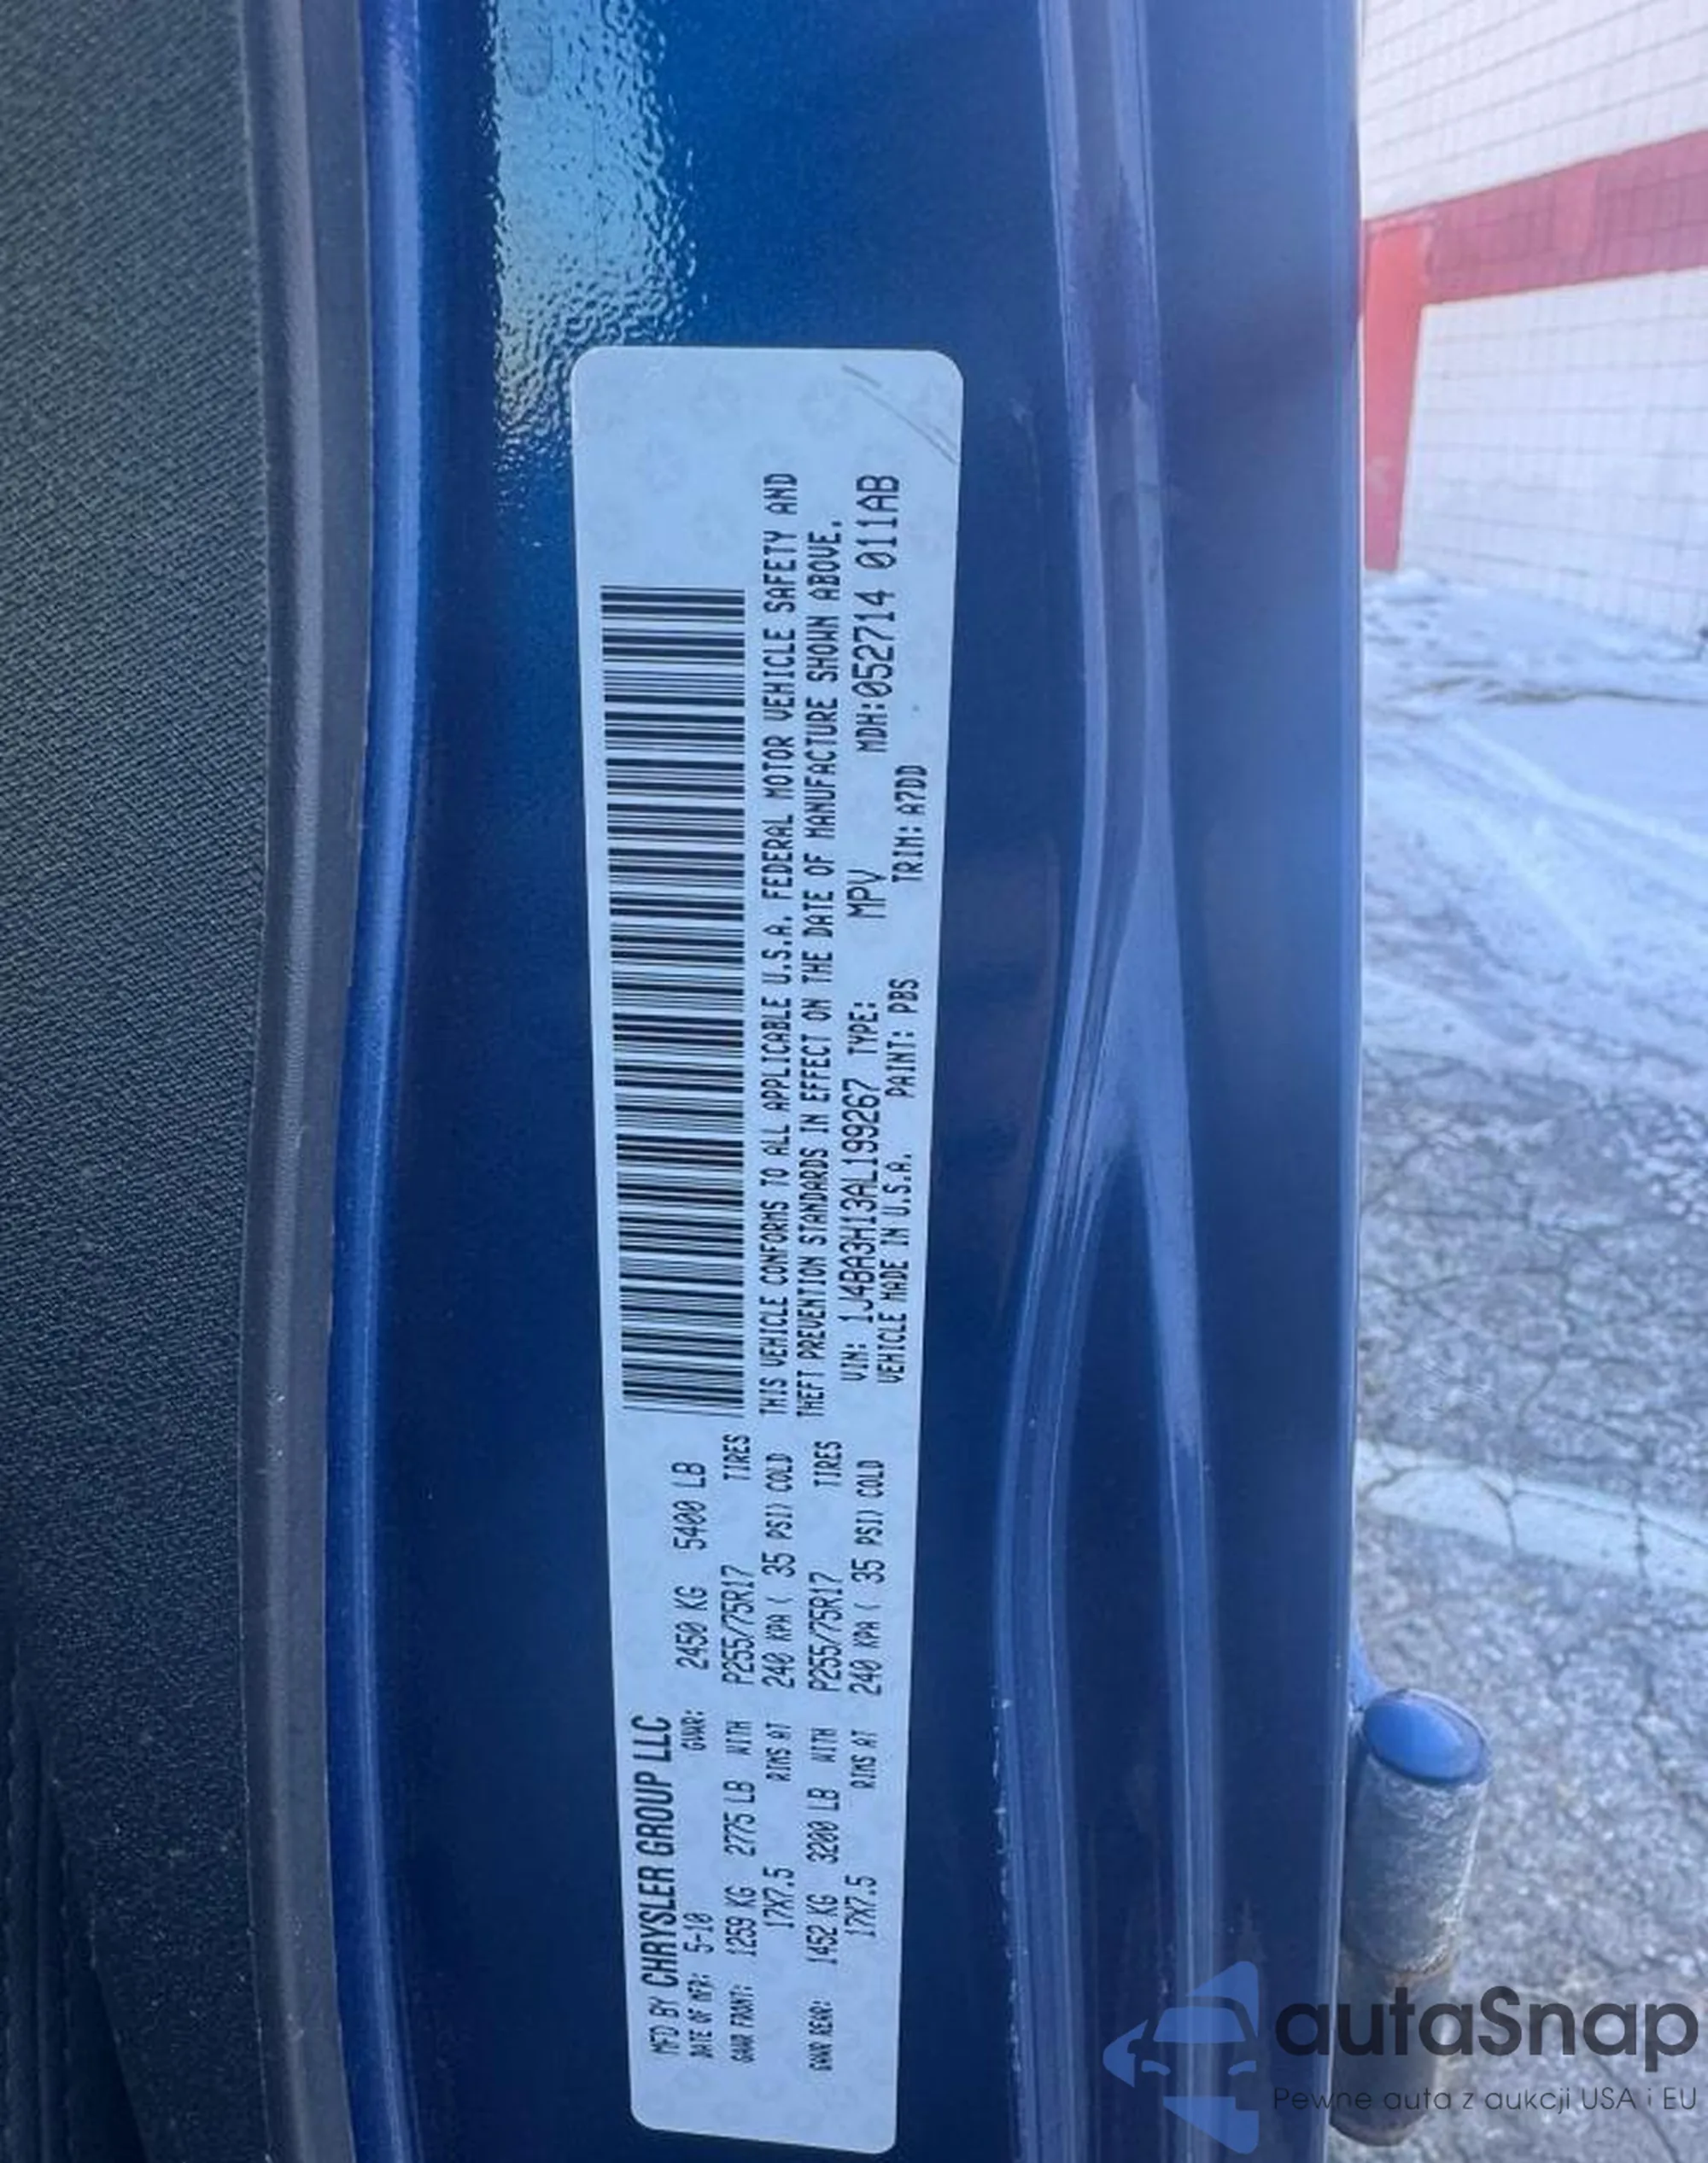 MFD BY CHRYSLER GROUP LLC
DATE OF MFR: 5-10 GVWR: 2450 KG 5400 LB
GAWR FRONT: 1259 KG 2775 LB WITH P255/75R17 TIRES
17X7.5 RIMS AT 240 KPA ( 35 PSI) COLD
GAWR REAR: 1452 KG 3200 LB WITH P255/75R17 TIRES
17X7.5 RIMS AT 240 KPA ( 35 PSI) COLD
THIS VEHICLE CONFORMS TO ALL APPLICABLE U.S.A. FEDERAL MOTOR VEHICLE SAFETY AND
THEFT PREVENTION STANDARDS IN EFFECT ON THE DATE OF MANUFACTURE SHOWN ABOVE.
VIN: 1J4BA3H13AL199267 TYPE: MPV MDH:052714 011AB
VEHICLE MADE IN U.S.A. PAINT: PBS TRIM: A7DD
autaSnap
Pewne auta z aukcji USA i EU